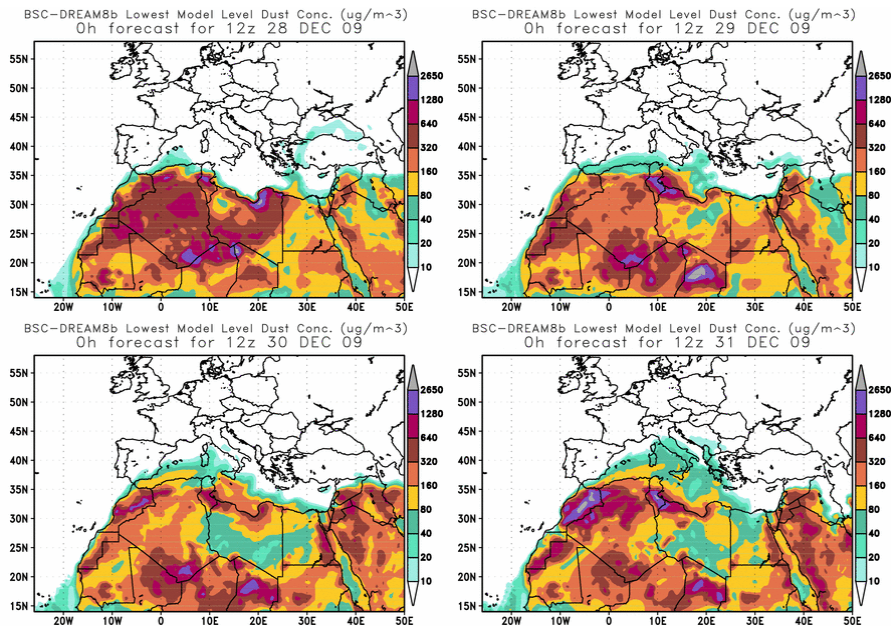 BSC-DREAM8b Lowest Model Level Dust Conc. (ug/m^3)
0h forecast for 12z 28 DEC 09
55N
50N
45N
40N
35N
30N
25N
20N
15N
20W
10W
0
10E
20E
30E
40E
50E
2650
1280
640
320
160
80
40
20
10
BSC-DREAM8b Lowest Model Level Dust Conc. (ug/m^3)
0h forecast for 12z 29 DEC 09
55N
50N
45N
40N
35N
30N
25N
20N
15N
20W
10W
0
10E
20E
30E
40E
50E
2650
1280
640
320
160
80
40
20
10
BSC-DREAM8b Lowest Model Level Dust Conc. (ug/m^3)
0h forecast for 12z 30 DEC 09
55N
50N
45N
40N
35N
30N
25N
20N
15N
20W
10W
0
10E
20E
30E
40E
50E
2650
1280
640
320
160
80
40
20
10
BSC-DREAM8b Lowest Model Level Dust Conc. (ug/m^3)
0h forecast for 12z 31 DEC 09
55N
50N
45N
40N
35N
30N
25N
20N
15N
20W
10W
0
10E
20E
30E
40E
50E
2650
1280
640
320
160
80
40
20
10